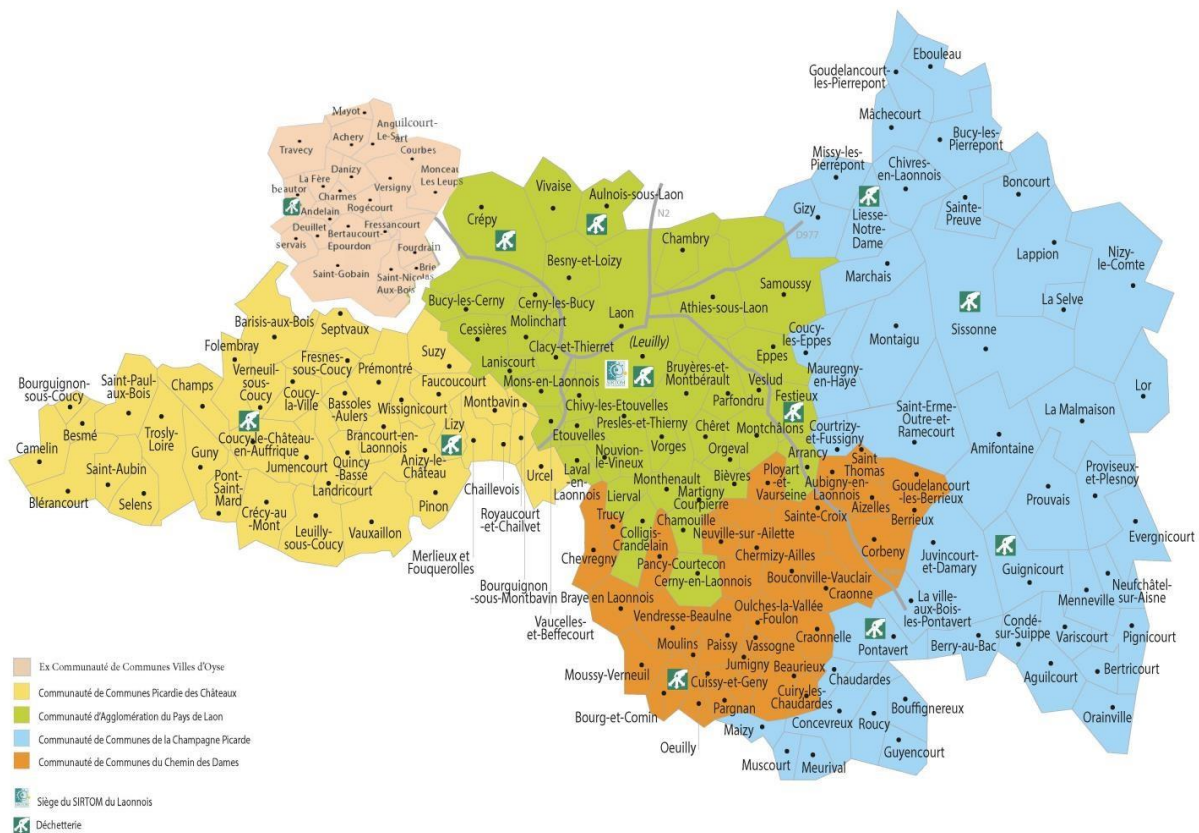 Ebouleau
Goudelancourt-
les-Pierrepont
Mâchecourt
Bucy-les-
Pierrepont
Missy-les-
Pierrepont
Chivres-
en-Laonnois
Boncourt
Sainte-
Preuve
Liesse-
Notre-
Dame
Gizy
Lappion
Nizy-
le-Comte
Marchais
La Selve
Sissonne
Montaigu
Coucy-
les-Eppes
Mauregny-
en-Haye
Lor
Saint-Erme-
Outre-et
Ramecourt
La Malmaison
Amifontaine
Courtrizy-
et-Fussigny
Proviseux-
et-Plesnoy
Prouvais
Evergnicourt
Juvincourt-
et-Damary
Guignicourt
Neufchâtel-
sur-Aisne
Menneville
La ville-
aux-Bois-
les-Pontavert
Condé-
sur-Suippe
Variscourt
Pignicourt
Pontavert
Berry-au-Bac
Aguilcourt
Bertricourt
Orainville
Chaudardes
Bouffignereux
Concevreux
Roucy
Guyencourt
Maizy
Muscourt
Meurival
Mayot
Anguilcourt-
Le-Sart
Achery
Travecy
Courbes
Danizy
Monceau
Les Leups
La Fère
Versigny
beautor
Charmes
Rogécourt
Andelain
Deuillet
Fressancourt
Bertaucourt-
Epourdon
servais
Fourdrain
Saint-Gobain
Brie
Saint-Nicolas
Aux-Bois
Vivaise
Aulnois-sous-Laon
N2
Crépy
D977
Chambry
Besny-et-Loizy
Samoussy
Bucy-les-Cerny
Cerny-les-Bucy
Athies-sous-Laon
Molinchart
Laon
Cessières
Clacy-et-Thierret
(Leuilly)
Eppes
Laniscourt
SIRTOM
Bruyères-et-
Montbérault
Veslud
Mons-en-Laonnois
Parfondru
Festieux
Chivy-les-Etouvelles
Presles-et-Thierny
Chéret
Montchâlons
Etouvelles
Vorges
Nouvion-
le-Vineux
Orgeval
Arrancy
Laval-
en-
Laonnois
Bièvres
Monthenault
Martigny
Courpierre
Lierval
Chamouille
Colligis-
Crandelain
Cerny-en-Laonnois
Barisis-aux-Bois
Septvaux
Folembray
Suzy
Verneuil-
sous-
Coucy
Fresnes-
sous-Coucy
Prémontré
Faucoucourt
Saint-Paul-
aux-Bois
Champs
Coucy-
la-Ville
Bassoles-
Aulers
Wissignicourt
Montbavin
Bourguignon-
sous-Coucy
Besmé
Trosly-
Loire
Lizy
Coucy-le-Château-
en-Auffrique
Brancourt-en-
Laonnois
Camelin
Guny
Jumencourt
Quincy-
Basse
Anizy-le-
Château
Urcel
Saint-Aubin
Pont-
Saint-
Mard
Landricourt
Chaillevois
Blérancourt
Selens
Crécy-au
-Mont
Pinon
Royaucourt
-et-Chailvet
Leuilly-
sous-Coucy
Vauxaillon
Merlieux et
Fouquerolles
Bourguignon
-sous-Montbavin
Vaucelles-
et-Beffecourt
Ployart
-et-
Vaurseine
Saint
Thomas
Aubigny-en-
Laonnois
Goudelancourt
-les-Berrieux
Trucy
Aizelles
Sainte-Croix
Berrieux
Neuville-sur -Ailette
Chevregny
Corbeny
Chermizy-Ailles
Pancy-Courtecon
Bouconville-Vauclair
Craonne
Braye en Laonnois
Oulches-la-Vallée
-Foulon
Vendresse-Beaulne
Craonnelle
Moulins
Paissy
Vassogne
Jumigny
Beaurieux
Moussy-Verneuil
Cuissy-et-Geny
Cuiry-les-
Chaudardes
Bourg-et-Comin
Pargnan
Oeuilly
Ex Communauté de Communes Villes d'Oyse
Communauté de Communes Picardie des Châteaux
Communauté d'Agglomération du Pays de Laon
Communauté de Communes de la Champagne Picarde
Communauté de Communes du Chemin des Dames
Siège du SIRTOM du Laonnois
Déchetterie